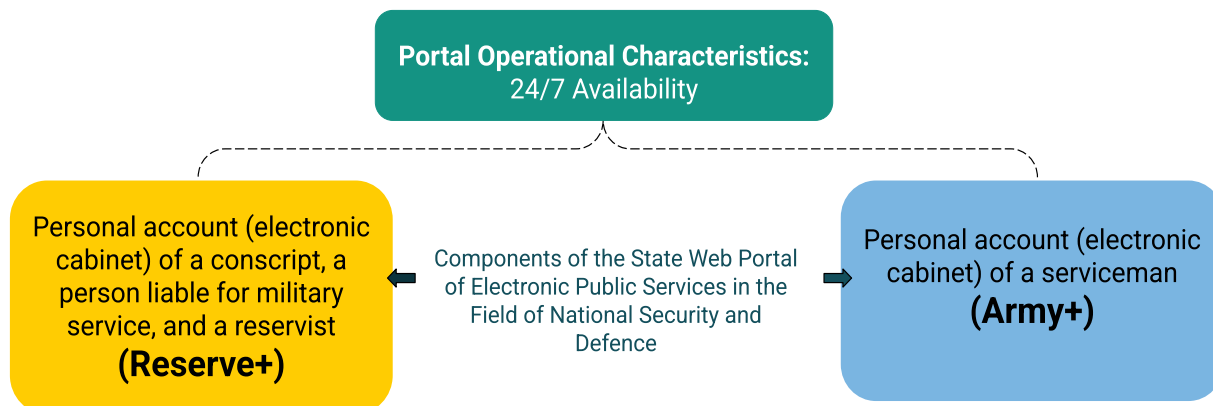 Portal Operational Characteristics:
24/7 Availability
Personal account (electronic
cabinet) of a conscript, a
person liable for military
service, and a reservist
(Reserve+)
Components of the State Web Portal
of Electronic Public Services in the
Field of National Security and
Defence
Personal account (electronic
cabinet) of a serviceman
(Army+)